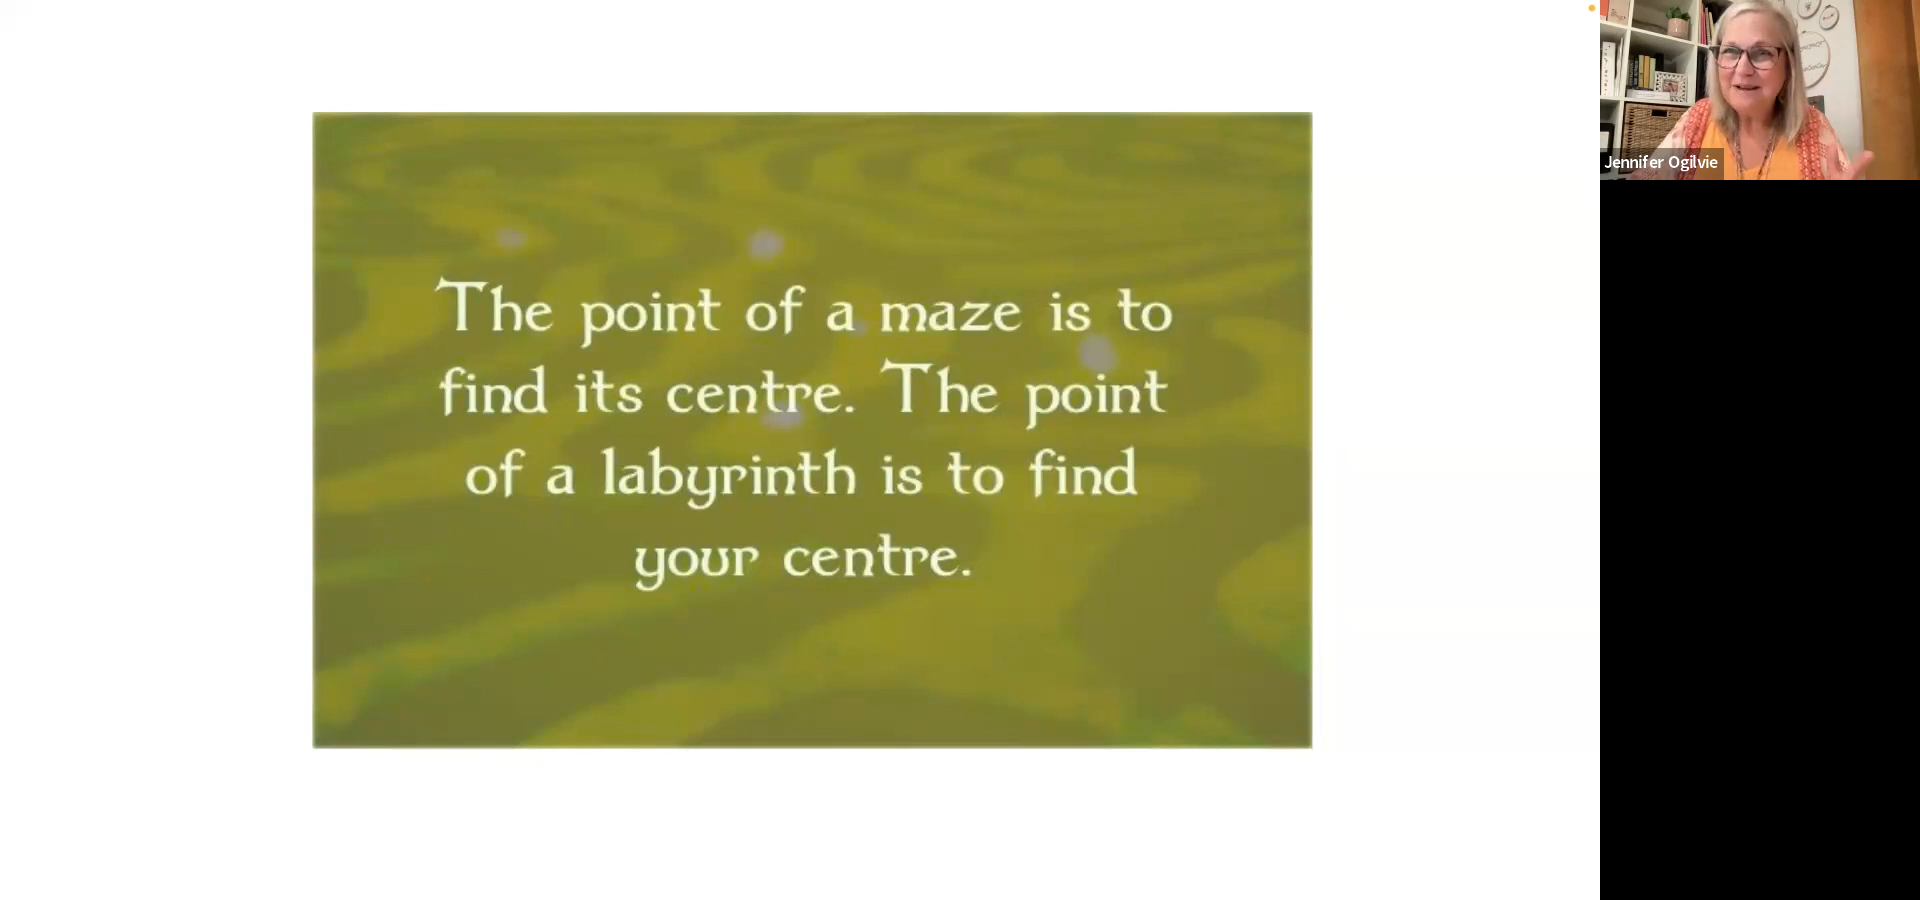 The point of a maze is to
find its centre. The point
of a labyrinth is to find
your centre.
Jennifer Ogilvie